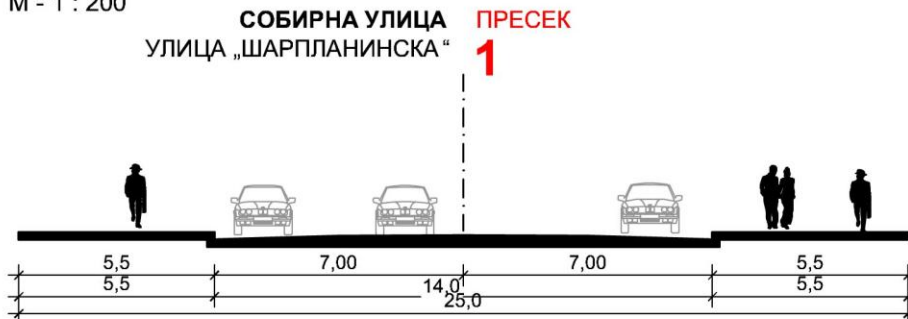 М - 1 : 200
СОБИРНА УЛИЦА ПРЕСЕК
УЛИЦА „ШАРПЛАНИНСКА“ 1
5,5 7,00 7,00 5,5
5,5 14,0 5,5
25,0